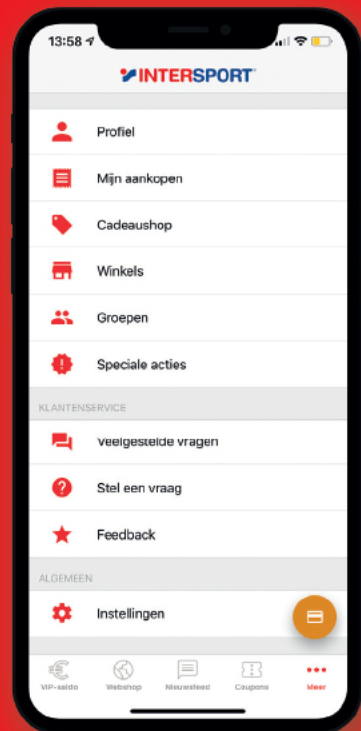 13:58
INTERSPORT
Profiel
Mijn aankopen
Cadeaushop
Winkels
Groepen
Speciale acties
KLANTENSERVICE
Veelgestelde vragen
Stel een vraag
Feedback
ALGEMEEN
Instellingen
VIP-saldo Webshop Nieuwsfeed Coupons Meer